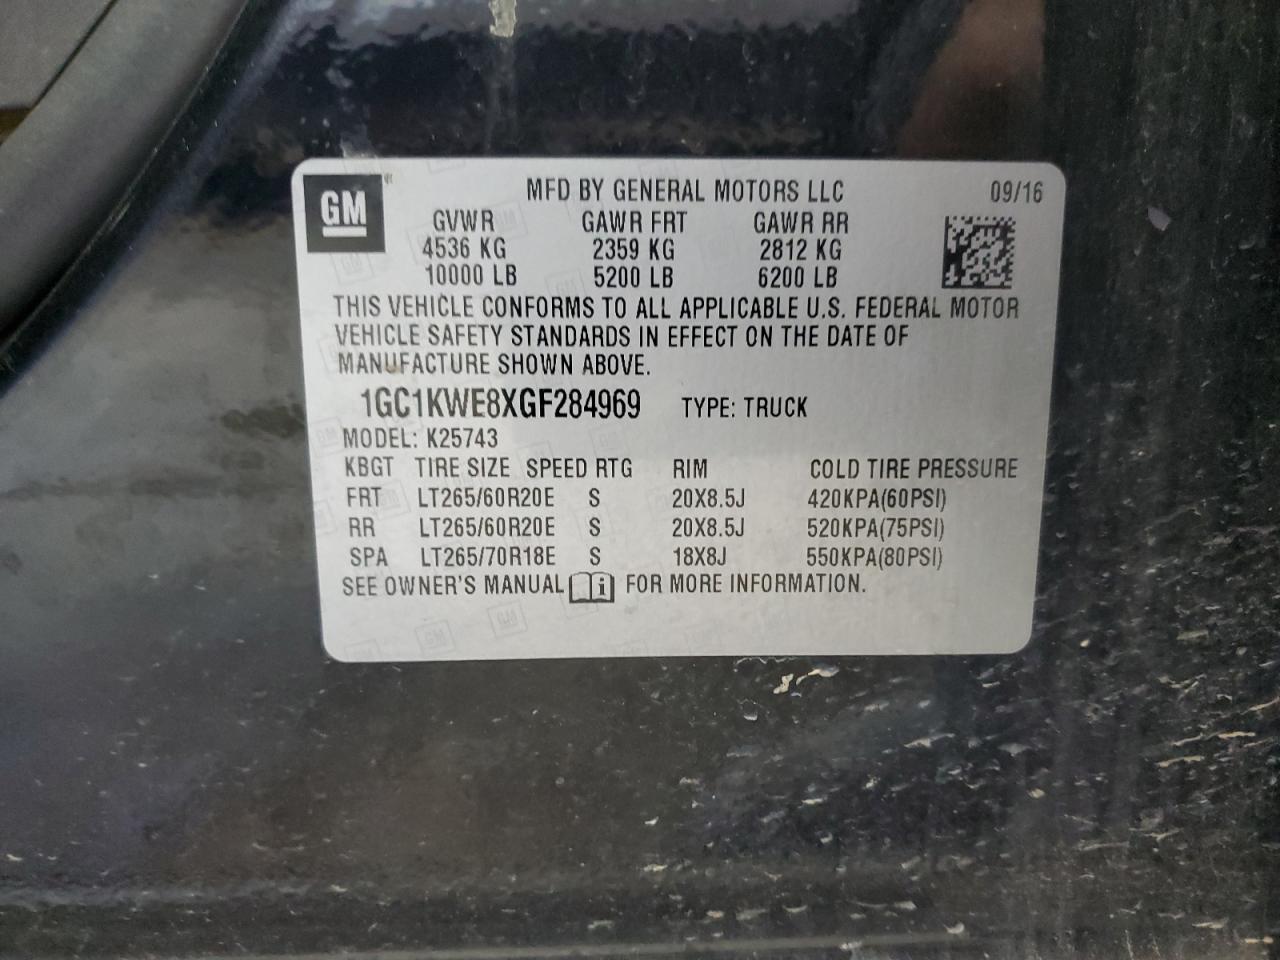 GM
MFD BY GENERAL MOTORS LLC 09/16
GVWR GAWR FRT GAWR RR
4536 KG 2359 KG 2812 KG
10000 LB 5200 LB 6200 LB
THIS VEHICLE CONFORMS TO ALL APPLICABLE U.S. FEDERAL MOTOR
VEHICLE SAFETY STANDARDS IN EFFECT ON THE DATE OF
MANUFACTURE SHOWN ABOVE.
1GC1KWE8XGF284969 TYPE: TRUCK
MODEL: K25743
KBGT TIRE SIZE SPEED RTG RIM COLD TIRE PRESSURE
FRT LT265/60R20E S 20X8.5J 420KPA(60PSI)
RR LT265/60R20E S 20X8.5J 520KPA(75PSI)
SPA LT265/70R18E S 18X8J 550KPA(80PSI)
SEE OWNER'S MANUAL i FOR MORE INFORMATION.